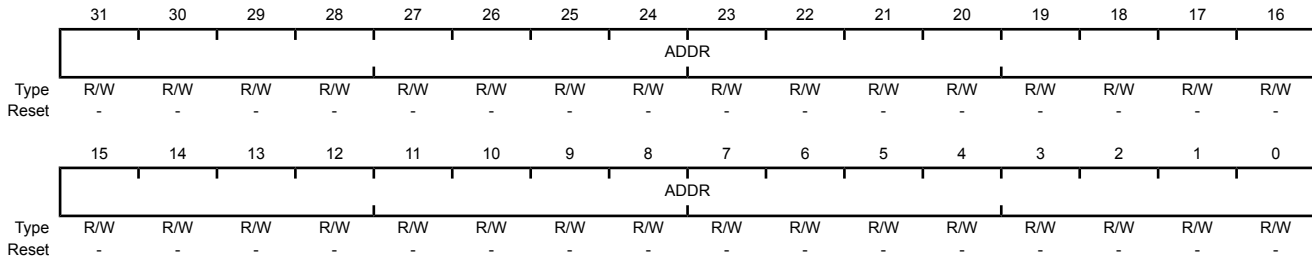 31 30 29 28 27 26 25 24 23 22 21 20 19 18 17 16
ADDR
Type R/W R/W R/W R/W R/W R/W R/W R/W R/W R/W R/W R/W R/W R/W R/W R/W
Reset - - - - - - - - - - - - - - - -
15 14 13 12 11 10 9 8 7 6 5 4 3 2 1 0
ADDR
Type R/W R/W R/W R/W R/W R/W R/W R/W R/W R/W R/W R/W R/W R/W R/W R/W
Reset - - - - - - - - - - - - - - - -